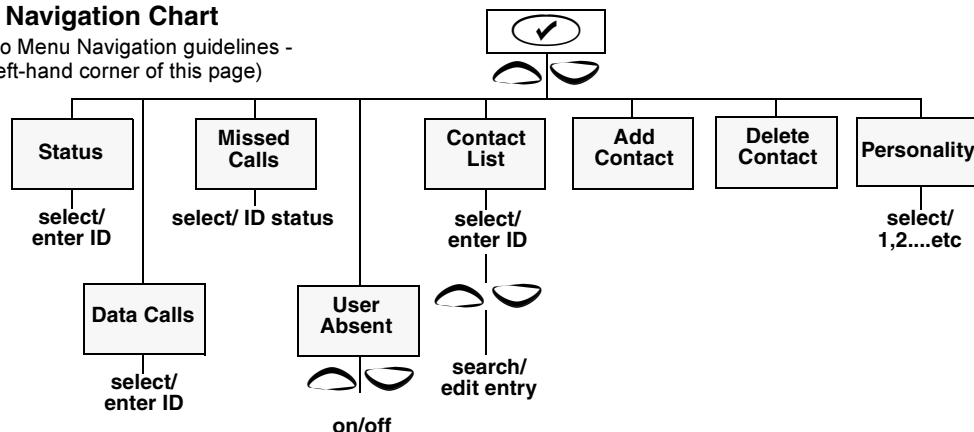 Navigation Chart
o Menu Navigation guidelines -
eft-hand corner of this page)
Status
Missed
Calls
Contact
List
Add
Contact
Delete
Contact
Personality
select/
enter ID
select/ ID status
select/
enter ID
select/
1,2....etc
Data Calls
User
Absent
select/
enter ID
search/
edit entry
on/off